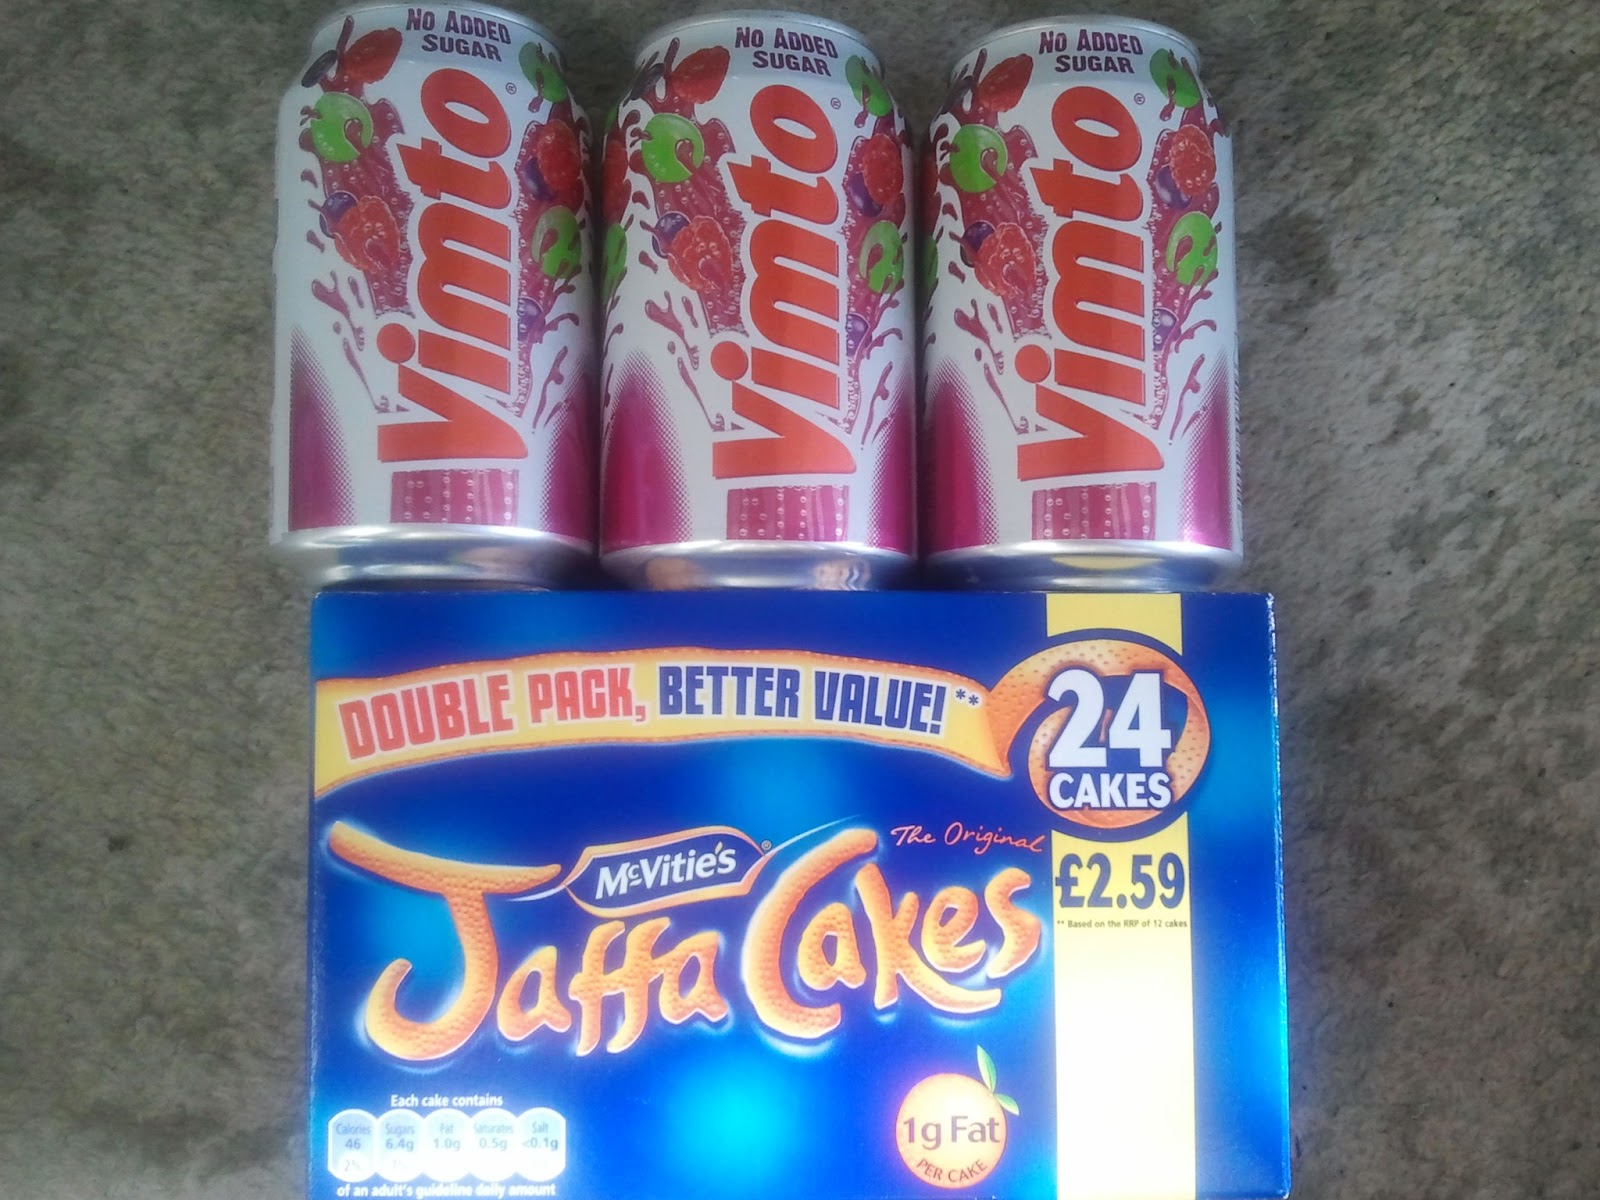 NO ADDED
SUGAR
Vimto®
NO ADDED
SUGAR
Vimto®
NO ADDED
SUGAR
Vimto®
DOUBLE PACK, BETTER VALUE!**
24
CAKES
The Original
McVitie's®
Jaffa Cakes
£2.59
** Based on the RRP of 12 cakes
1g Fat
PER CAKE
Each cake contains
Calories Sugars Fat Saturates Salt
46 6.4g 1.0g 0.5g <0.1g
2% 7%
of an adult's guideline daily amount